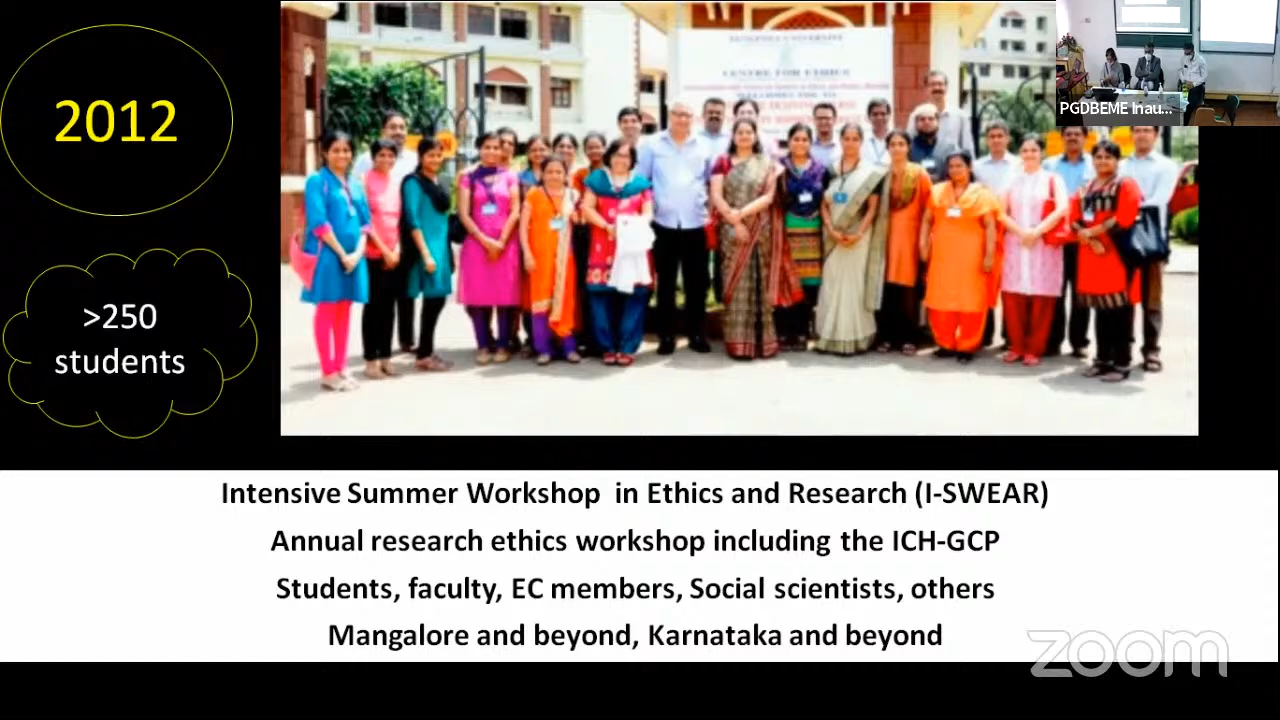 2012
>250
students
CENTRE FOR ETHICS
PGDBEME Inau...
Intensive Summer Workshop in Ethics and Research (I-SWEAR)
Annual research ethics workshop including the ICH-GCP
Students, faculty, EC members, Social scientists, others
Mangalore and beyond, Karnataka and beyond
zoom